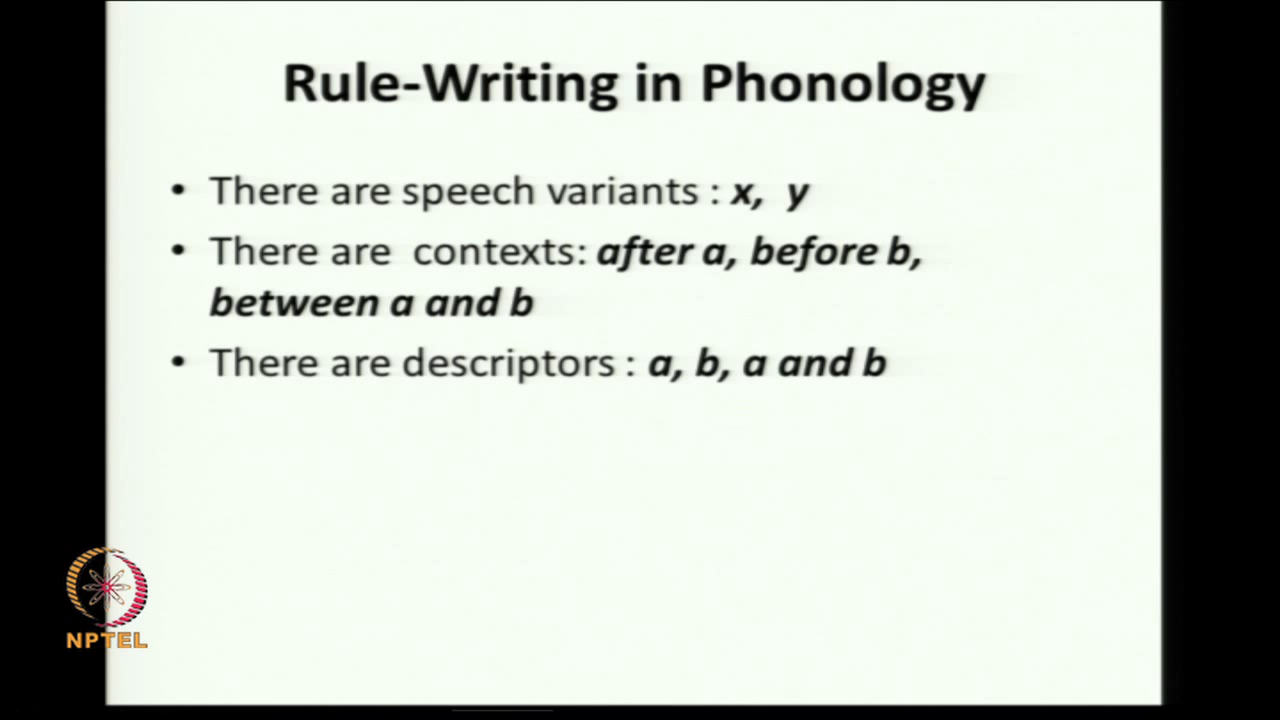 Rule-Writing in Phonology
• There are speech variants : x, y
• There are contexts: after a, before b,
between a and b
• There are descriptors : a, b, a and b
NPTEL